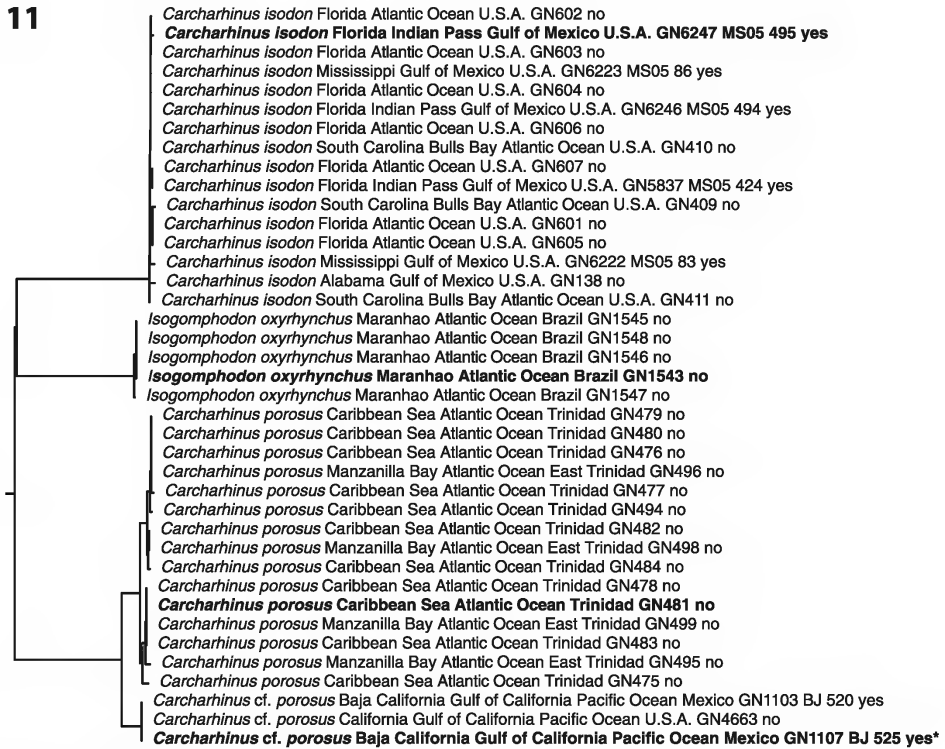 11
Carcharhinus isodon Florida Atlantic Ocean U.S.A. GN602 no
Carcharhinus isodon Florida Indian Pass Gulf of Mexico U.S.A. GN6247 MS05 495 yes
Carcharhinus isodon Florida Atlantic Ocean U.S.A. GN603 no
Carcharhinus isodon Mississippi Gulf of Mexico U.S.A. GN6223 MS05 86 yes
Carcharhinus isodon Florida Atlantic Ocean U.S.A. GN604 no
Carcharhinus isodon Florida Indian Pass Gulf of Mexico U.S.A. GN6246 MS05 494 yes
Carcharhinus isodon Florida Atlantic Ocean U.S.A. GN606 no
Carcharhinus isodon South Carolina Bulls Bay Atlantic Ocean U.S.A. GN410 no
Carcharhinus isodon Florida Atlantic Ocean U.S.A. GN607 no
Carcharhinus isodon Florida Indian Pass Gulf of Mexico U.S.A. GN5837 MS05 424 yes
Carcharhinus isodon South Carolina Bulls Bay Atlantic Ocean U.S.A. GN409 no
Carcharhinus isodon Florida Atlantic Ocean U.S.A. GN601 no
Carcharhinus isodon Florida Atlantic Ocean U.S.A. GN605 no
Carcharhinus isodon Mississippi Gulf of Mexico U.S.A. GN6222 MS05 83 yes
Carcharhinus isodon Alabama Gulf of Mexico U.S.A. GN138 no
Carcharhinus isodon South Carolina Bulls Bay Atlantic Ocean U.S.A. GN411 no
Isogomphodon oxyrhynchus Maranhao Atlantic Ocean Brazil GN1545 no
Isogomphodon oxyrhynchus Maranhao Atlantic Ocean Brazil GN1548 no
Isogomphodon oxyrhynchus Maranhao Atlantic Ocean Brazil GN1546 no
Isogomphodon oxyrhynchus Maranhao Atlantic Ocean Brazil GN1543 no
Isogomphodon oxyrhynchus Maranhao Atlantic Ocean Brazil GN1547 no
Carcharhinus porosus Caribbean Sea Atlantic Ocean Trinidad GN479 no
Carcharhinus porosus Caribbean Sea Atlantic Ocean Trinidad GN480 no
Carcharhinus porosus Caribbean Sea Atlantic Ocean Trinidad GN476 no
Carcharhinus porosus Manzanilla Bay Atlantic Ocean East Trinidad GN496 no
Carcharhinus porosus Caribbean Sea Atlantic Ocean Trinidad GN477 no
Carcharhinus porosus Caribbean Sea Atlantic Ocean Trinidad GN494 no
Carcharhinus porosus Caribbean Sea Atlantic Ocean Trinidad GN482 no
Carcharhinus porosus Manzanilla Bay Atlantic Ocean East Trinidad GN498 no
Carcharhinus porosus Caribbean Sea Atlantic Ocean Trinidad GN484 no
Carcharhinus porosus Caribbean Sea Atlantic Ocean Trinidad GN478 no
Carcharhinus porosus Caribbean Sea Atlantic Ocean Trinidad GN481 no
Carcharhinus porosus Manzanilla Bay Atlantic Ocean East Trinidad GN499 no
Carcharhinus porosus Caribbean Sea Atlantic Ocean Trinidad GN483 no
Carcharhinus porosus Manzanilla Bay Atlantic Ocean East Trinidad GN495 no
Carcharhinus porosus Caribbean Sea Atlantic Ocean Trinidad GN475 no
Carcharhinus cf. porosus Baja California Gulf of California Pacific Ocean Mexico GN1103 BJ 520 yes
Carcharhinus cf. porosus California Gulf of California Pacific Ocean U.S.A. GN4663 no
Carcharhinus cf. porosus Baja California Gulf of California Pacific Ocean Mexico GN1107 BJ 525 yes*